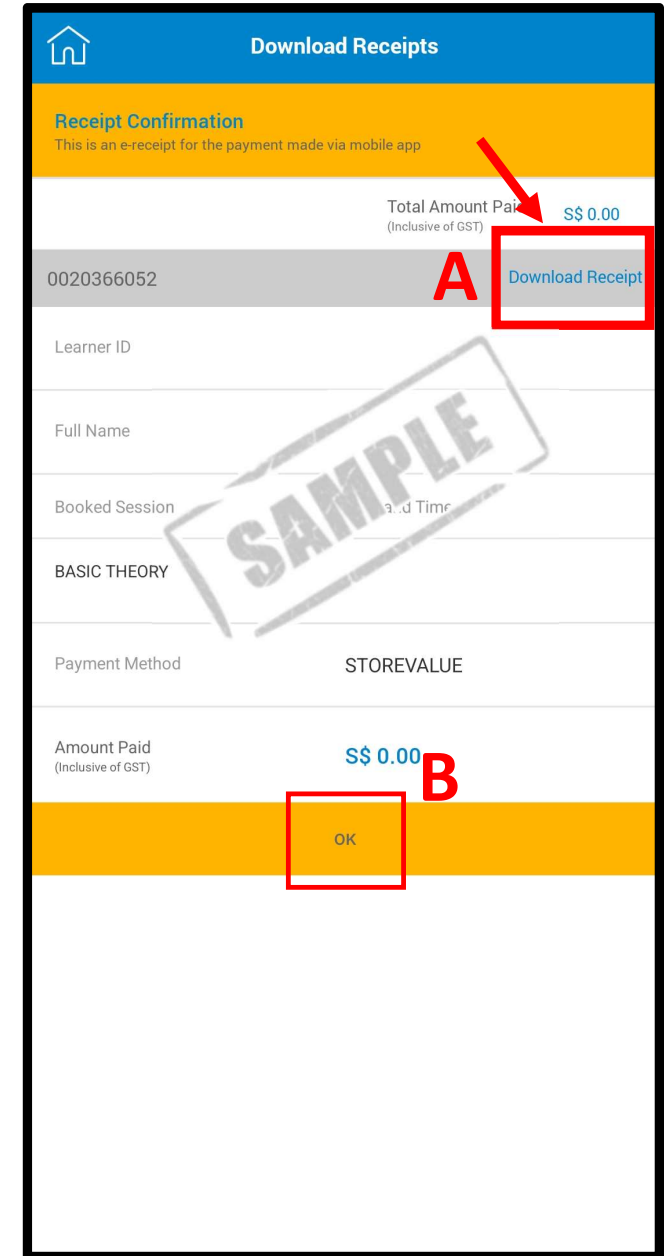 Download Receipts
Receipt Confirmation
This is an e-receipt for the payment made via mobile app
Total Amount
S$ 0.00
(Inclusive of GST)
A
0020366052
Download Receipt
Learner ID
Full Name
SAMPLE
Booked Session
Time
BASIC THEORY
Payment Method
STOREVALUE
Amount Paid
S$ 0.00
(Inclusive of GST)
B
OK